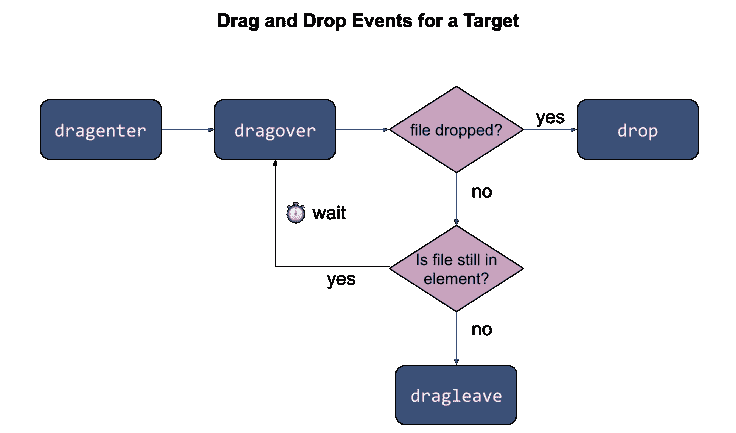 Drag and Drop Events for a Target
dragenter
dragover
file dropped?
yes
drop
no
wait
Is file still in
element?
yes
no
dragleave